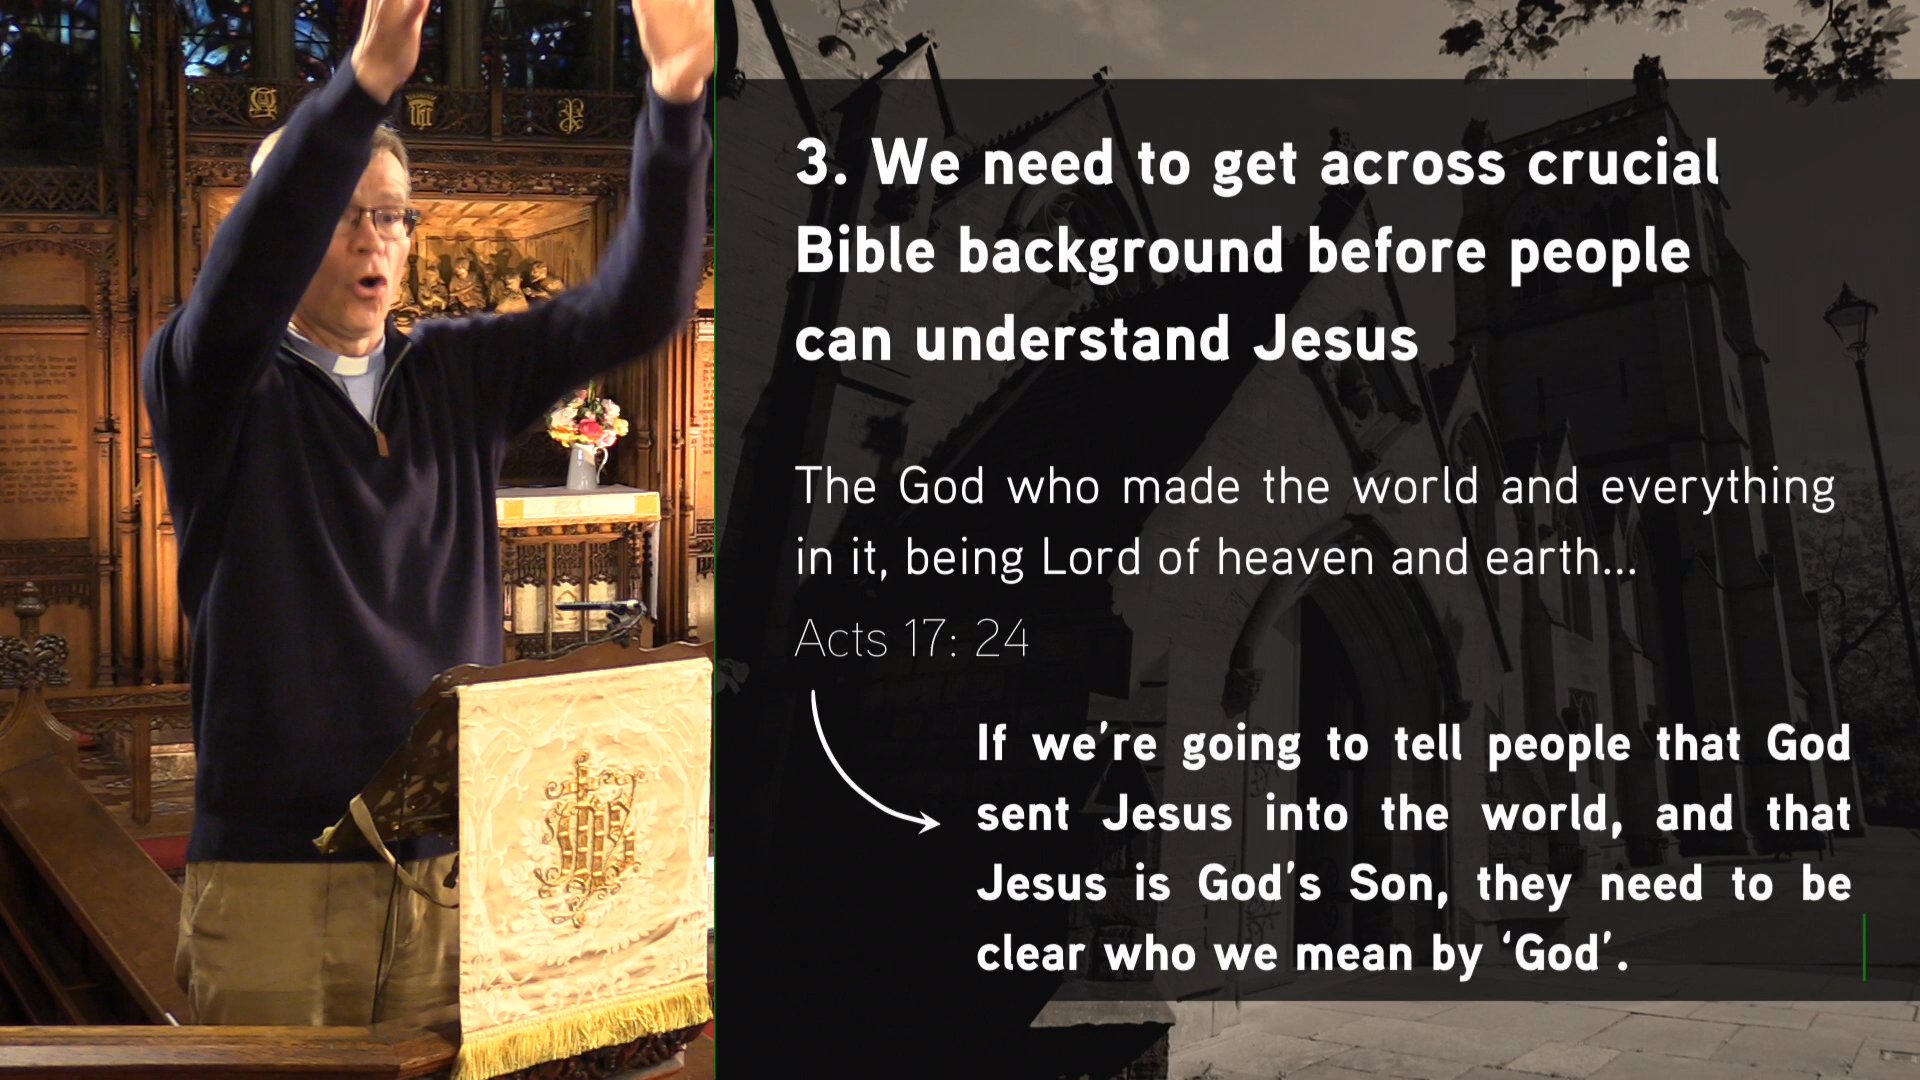 3. We need to get across crucial
Bible background before people
can understand Jesus
The God who made the world and everything
in it, being Lord of heaven and earth...
Acts 17: 24
If we're going to tell people that God
sent Jesus into the world, and that
Jesus is God's Son, they need to be
clear who we mean by ‘God’.